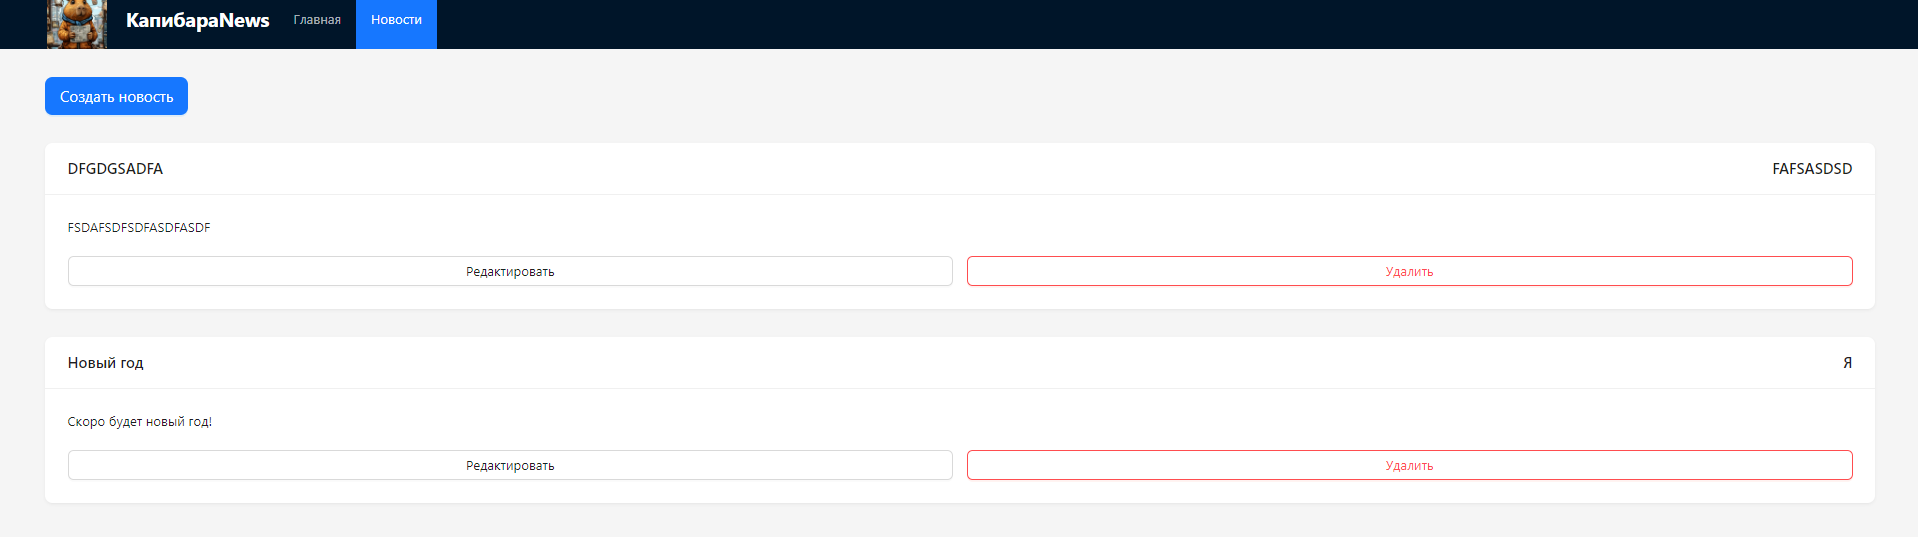 КапибараNews Главная Новости
Создать новость
DFGDGSADFA FAFSASDSD
FSDAFSDFSDFASDFASDF
Редактировать Удалить
Новый год Я
Скоро будет новый год!
Редактировать Удалить